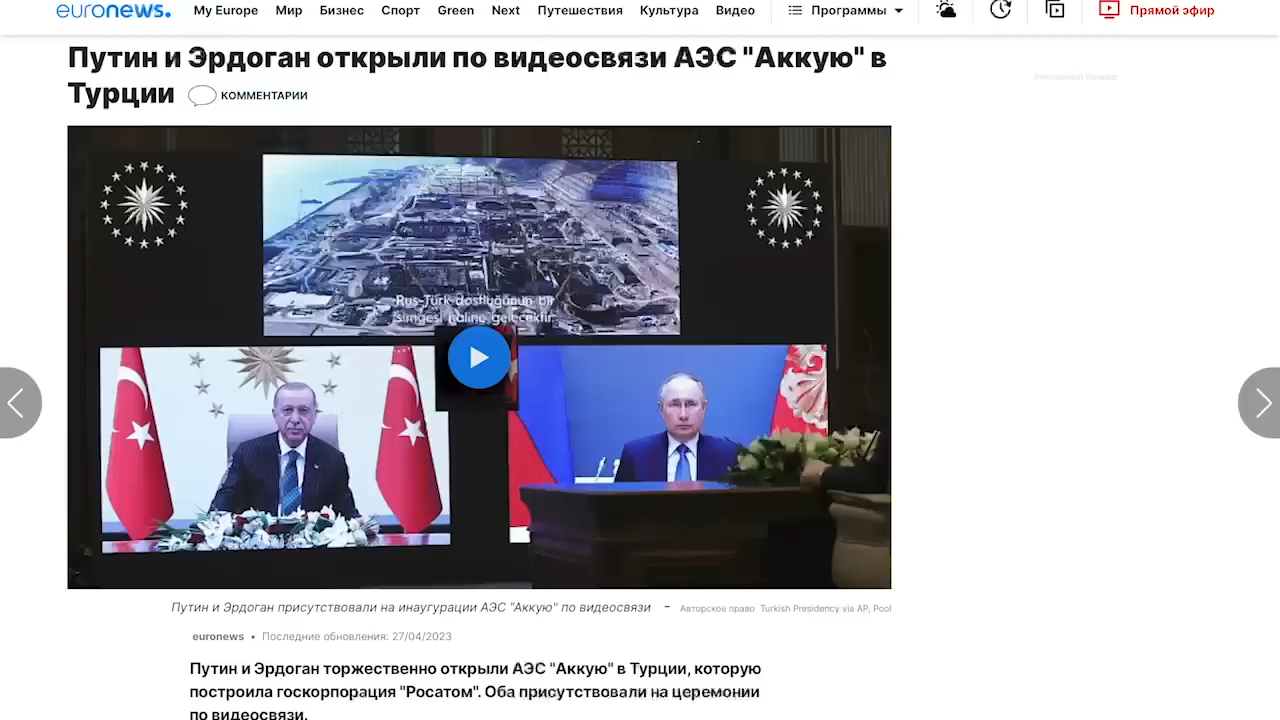 euronews.
My Europe Мир Бизнес Спорт Green Next Путешествия Культура Видео Программы Прямой эфир
Путин и Эрдоган открыли по видеосвязи АЭС "Аккую" в
Турции КОММЕНТАРИИ
Rus-Türk dostluğunun bir
simgesi haline gelecektir.
Путин и Эрдоган присутствовали на инаугурации АЭС "Аккую" по видеосвязи - Авторское право Turkish Presidency via AP, Pool
euronews • Последние обновления: 27/04/2023
Путин и Эрдоган торжественно открыли АЭС "Аккую" в Турции, которую
построила госкорпорация "Росатом". Оба присутствовали на церемонии
по видеосвязи.